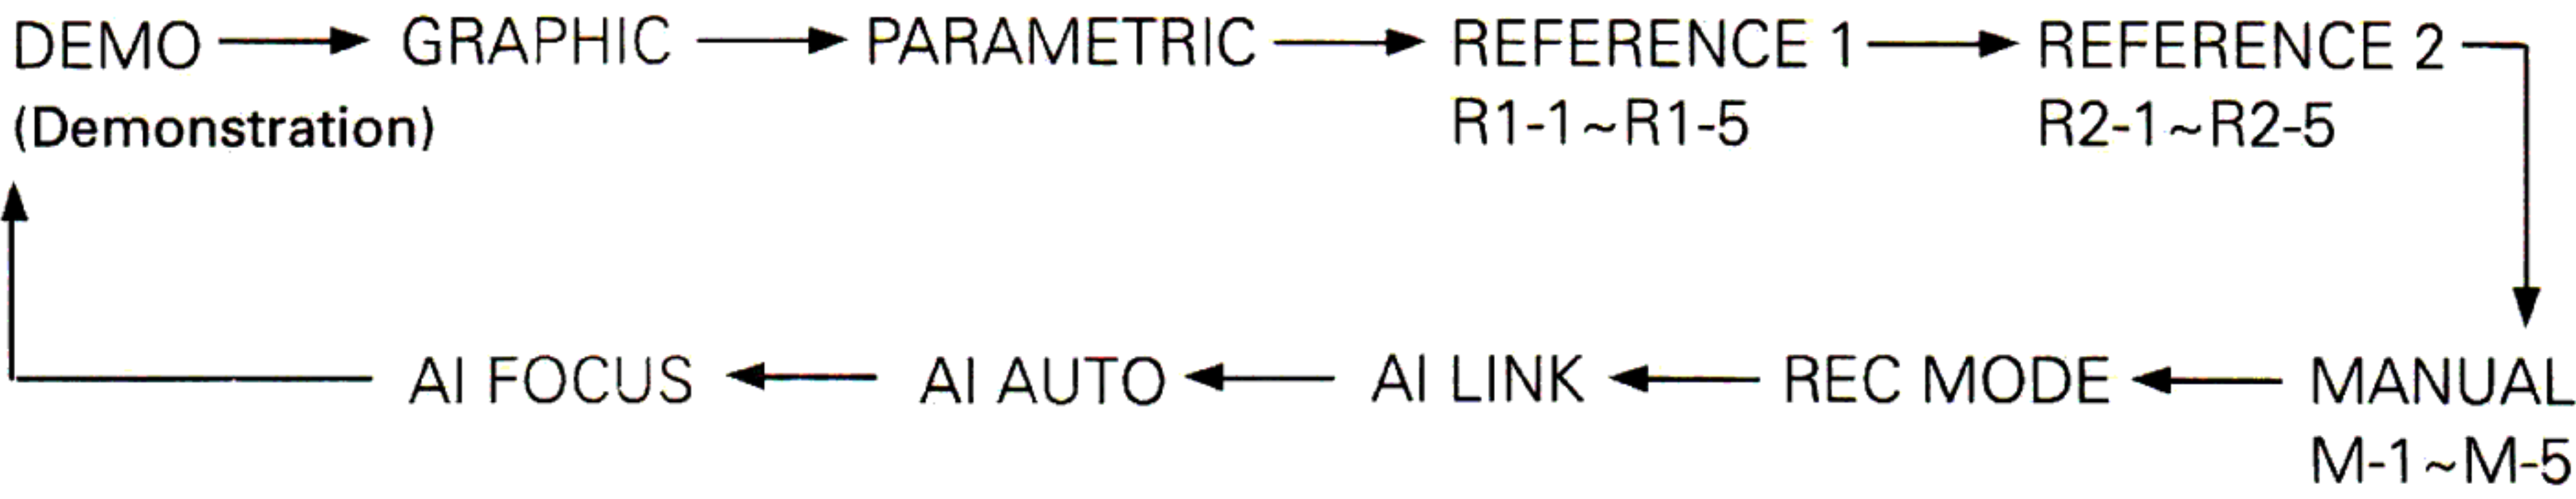 DEMO GRAPHIC PARAMETRIC REFERENCE 1 REFERENCE 2
(Demonstration) R1-1~R1-5 R2-1~R2-5
AI FOCUS AI AUTO AI LINK REC MODE MANUAL
M-1~M-5